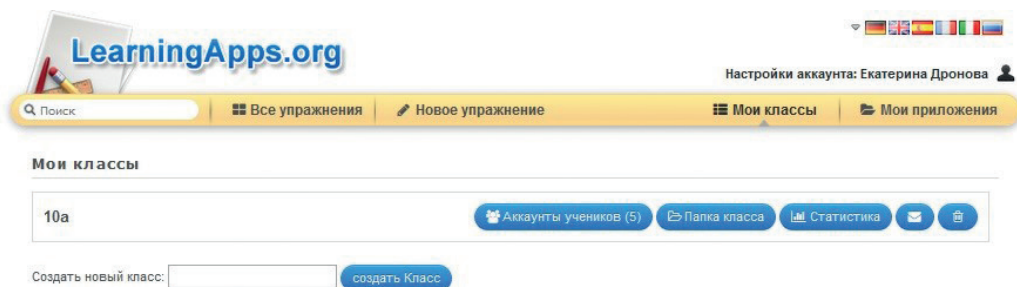 LearningApps.org
Настройки аккаунта: Екатерина Дронова
Поиск
Все упражнения
Новое упражнение
Мои классы
Мои приложения
Мои классы
10а
Аккаунты учеников (5)
Папка класса
Статистика
Создать новый класс:
создать Класс